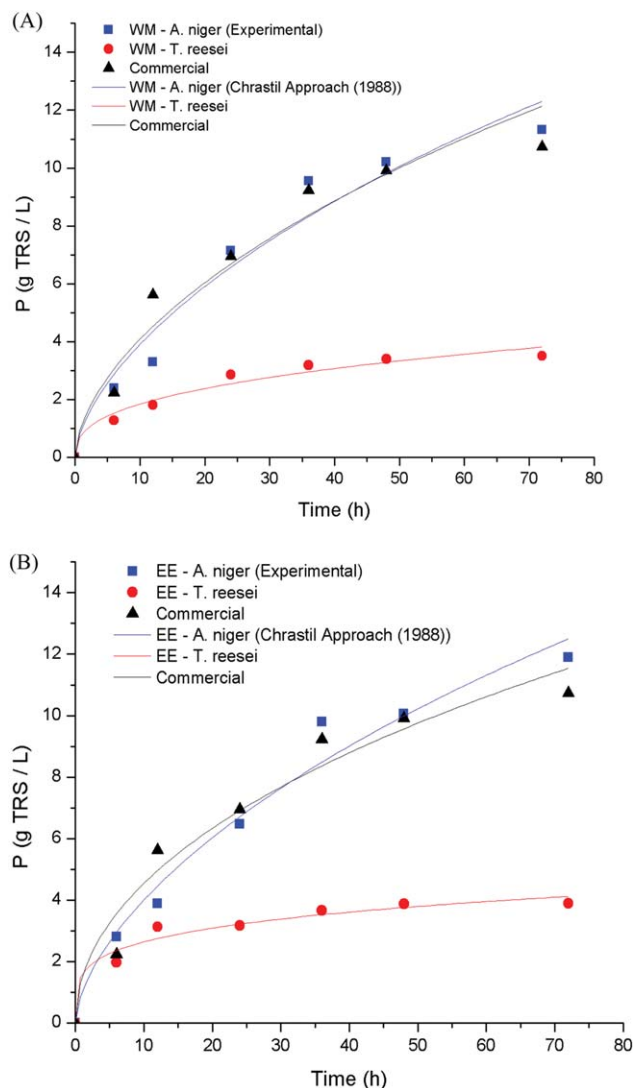 (A)
WM - A. niger (Experimental)
WM - T. reesei
Commercial
WM - A. niger (Chrastil Approach (1988))
WM - T. reesei
Commercial
P (g TRS / L)
14
12
10
8
6
4
2
0
0 10 20 30 40 50 60 70 80
Time (h)
(B)
EE - A. niger (Experimental)
EE - T. reesei
Commercial
EE - A. niger (Chrastil Approach (1988))
EE - T. reesei
Commercial
P (g TRS / L)
14
12
10
8
6
4
2
0
0 10 20 30 40 50 60 70 80
Time (h)